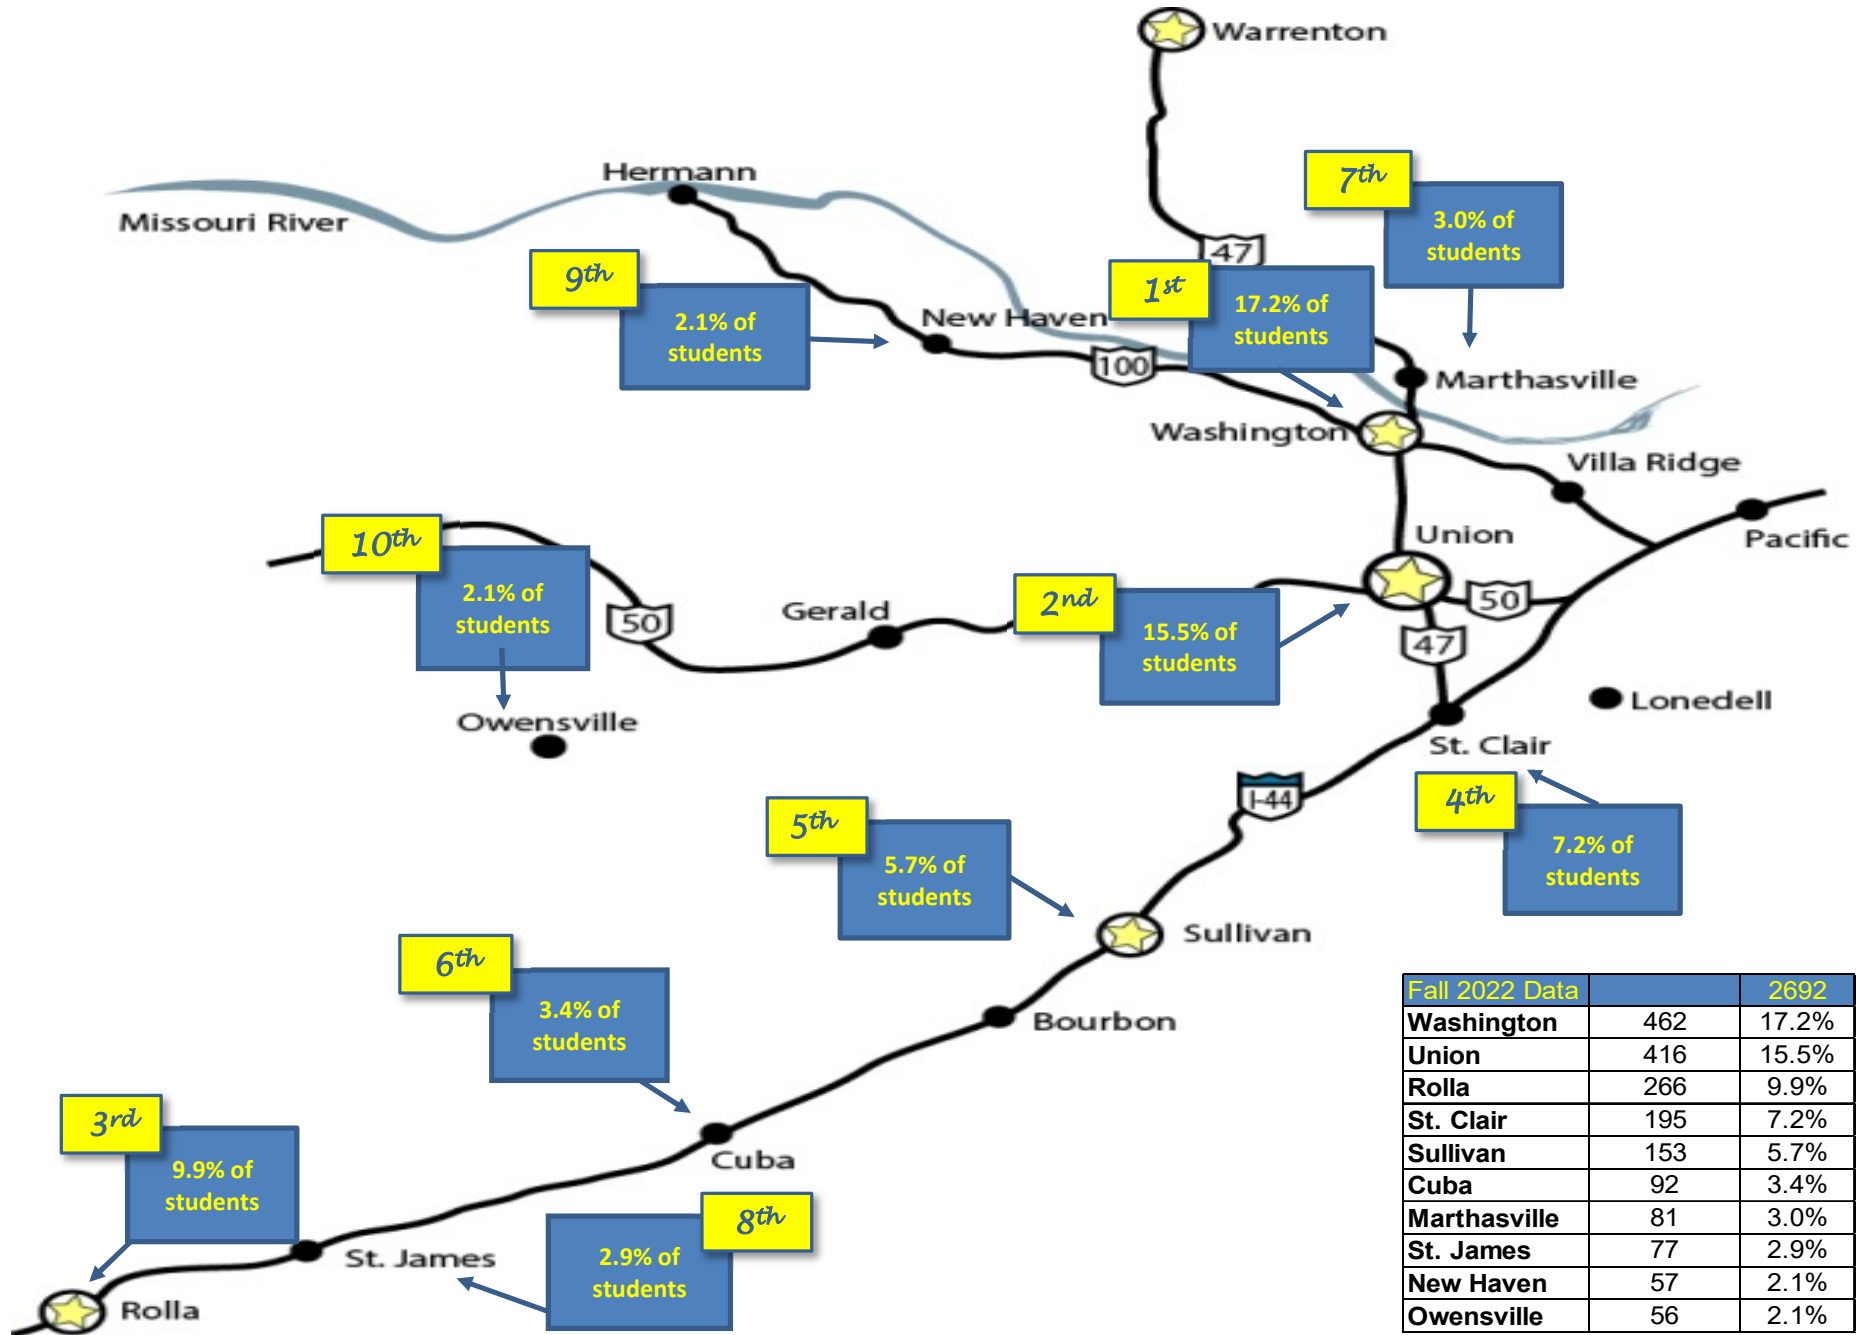 Warrenton
Hermann
Missouri River
7th
3.0% of
students
47
9th
2.1% of
students
1st
17.2% of
students
New Haven
100
Marthasville
Washington
Villa Ridge
Pacific
Union
10th
2.1% of
students
50
Gerald
2nd
15.5% of
students
50
47
Lonedell
Owensville
St. Clair
I-44
4th
7.2% of
students
5th
5.7% of
students
Sullivan
6th
3.4% of
students
Bourbon
Cuba
3rd
9.9% of
students
8th
2.9% of
students
St. James
Rolla
Fall 2022 Data 2692
Washington 462 17.2%
Union 416 15.5%
Rolla 266 9.9%
St. Clair 195 7.2%
Sullivan 153 5.7%
Cuba 92 3.4%
Marthasville 81 3.0%
St. James 77 2.9%
New Haven 57 2.1%
Owensville 56 2.1%